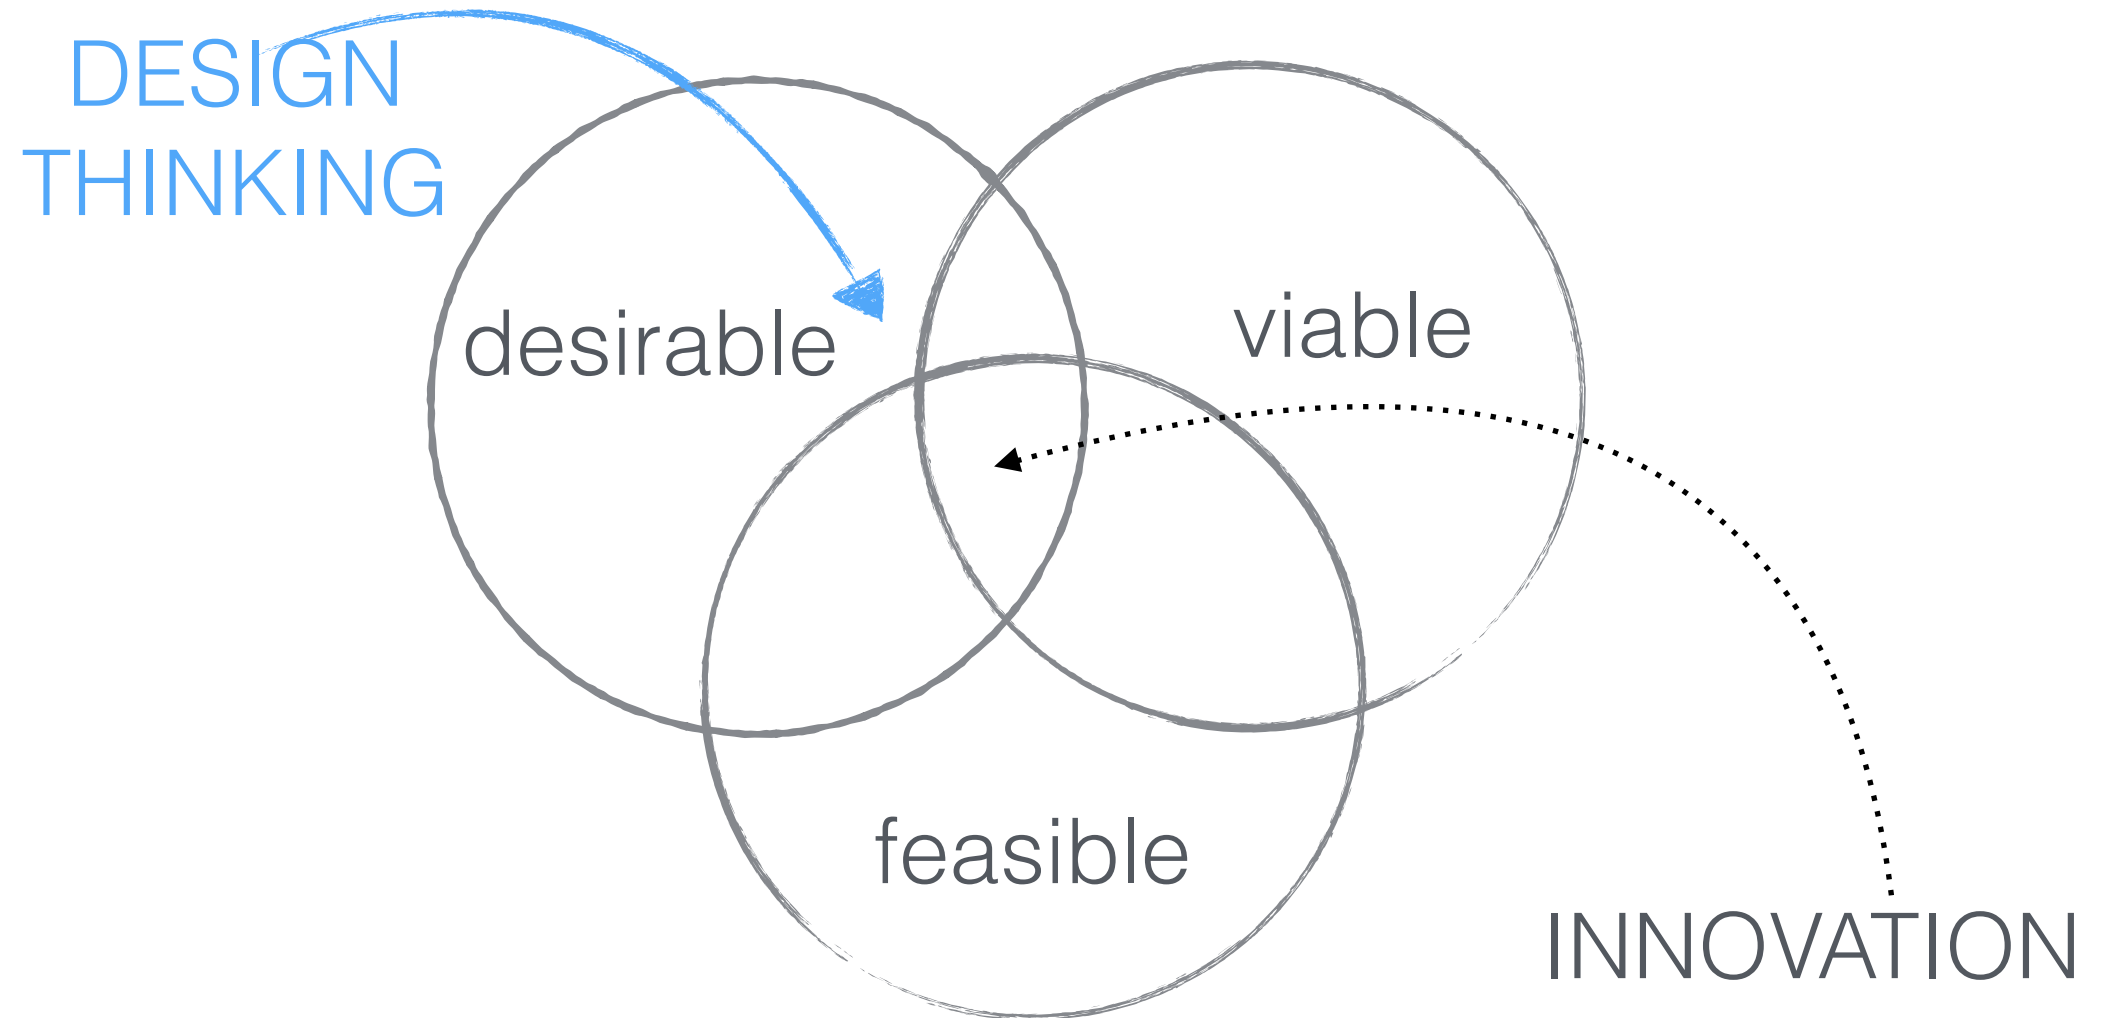 DESIGN
THINKING
desirable
viable
feasible
INNOVATION